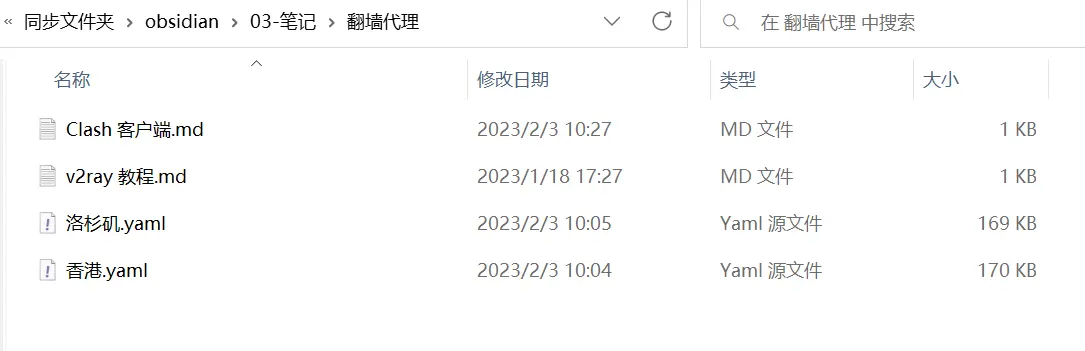 « 同步文件夹 > obsidian > 03-笔记 > 翻墙代理 在 翻墙代理 中搜索
名称 修改日期 类型 大小
Clash 客户端.md 2023/2/3 10:27 MD 文件 1 KB
v2ray 教程.md 2023/1/18 17:27 MD 文件 1 KB
洛杉矶.yaml 2023/2/3 10:05 Yaml 源文件 169 KB
香港.yaml 2023/2/3 10:04 Yaml 源文件 170 KB